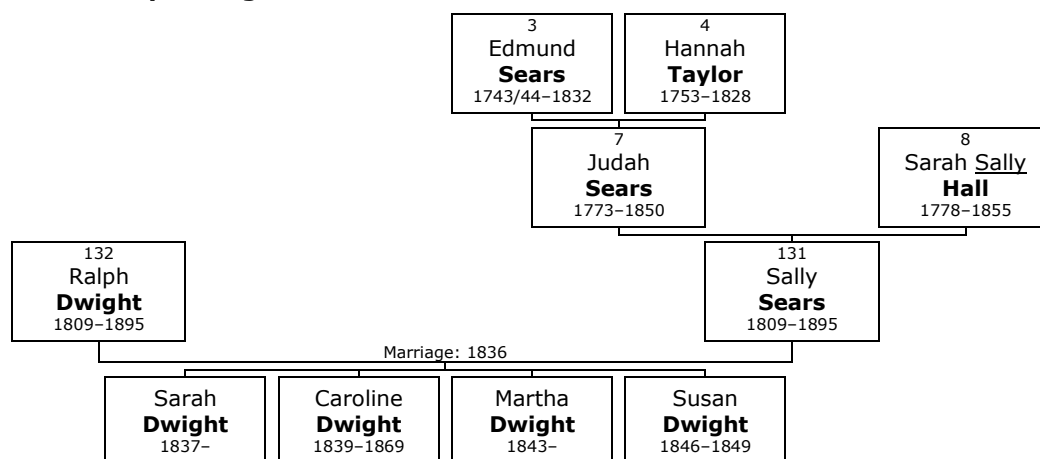 3
Edmund
Sears
1743/44–1832
4
Hannah
Taylor
1753–1828
7
Judah
Sears
1773–1850
8
Sarah Sally
Hall
1778–1855
132
Ralph
Dwight
1809–1895
131
Sally
Sears
1809–1895
Marriage: 1836
Sarah
Dwight
1837–
Caroline
Dwight
1839–1869
Martha
Dwight
1843–
Susan
Dwight
1846–1849